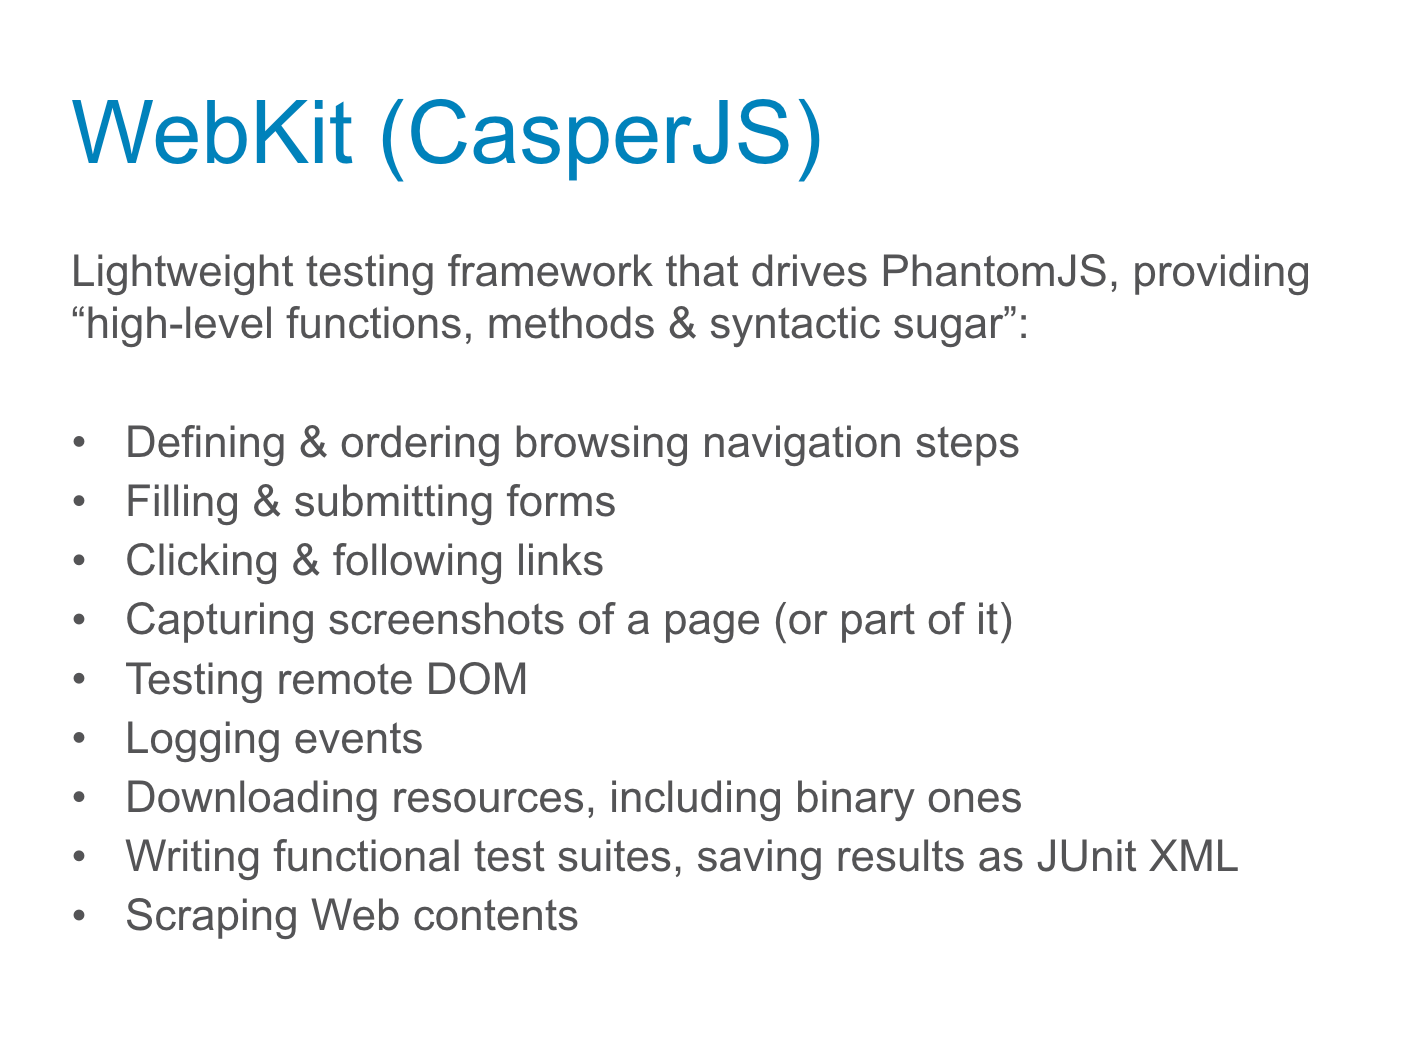 WebKit (CasperJS)
Lightweight testing framework that drives PhantomJS, providing
“high-level functions, methods & syntactic sugar”:
• Defining & ordering browsing navigation steps
• Filling & submitting forms
• Clicking & following links
• Capturing screenshots of a page (or part of it)
• Testing remote DOM
• Logging events
• Downloading resources, including binary ones
• Writing functional test suites, saving results as JUnit XML
• Scraping Web contents